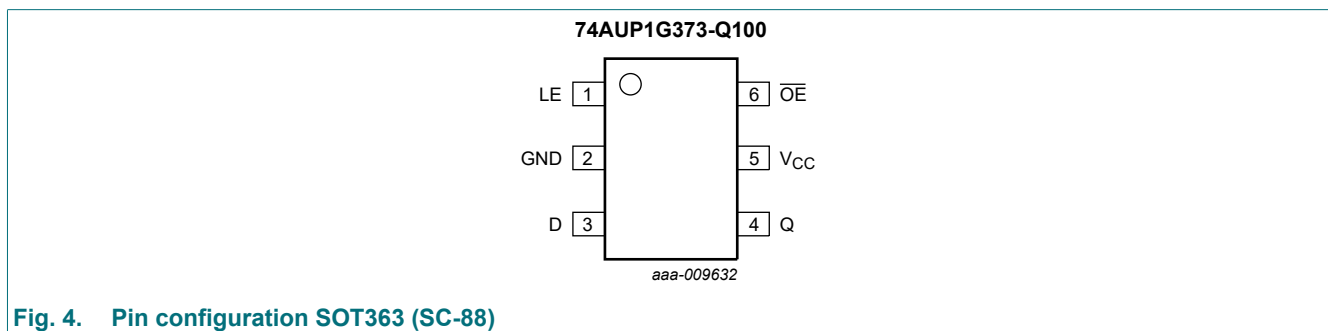 74AUP1G373-Q100
LE 1 6 O̅E̅
GND 2 5 VCC
D 3 4 Q
aaa-009632
Fig. 4. Pin configuration SOT363 (SC-88)